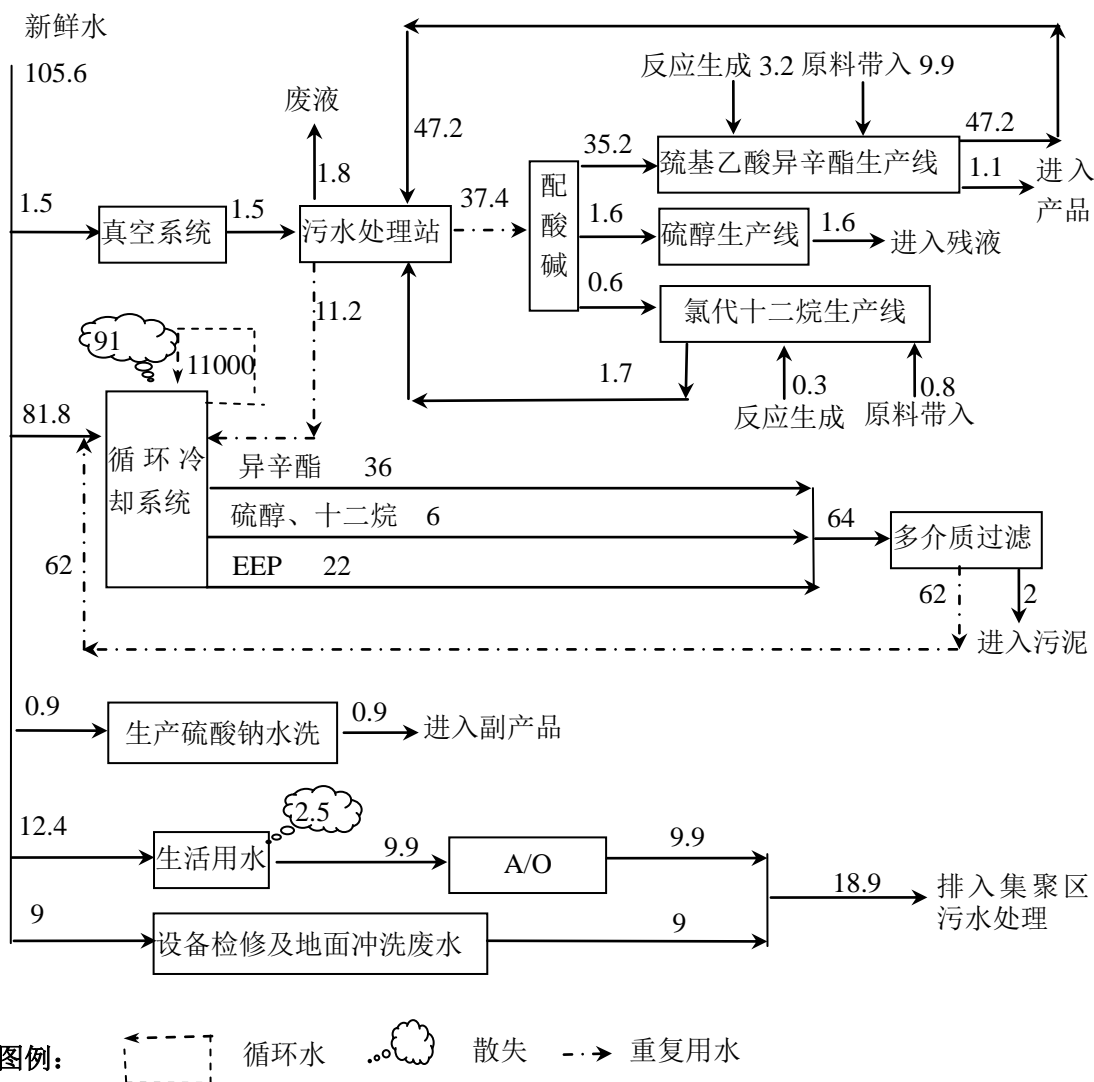 新鲜水
105.6
反应生成 3.2 原料带入 9.9
废液
47.2
47.2
35.2
巯基乙酸异辛酯生产线
1.8
配酸碱
1.1
进入产品
1.5
真空系统
1.5
污水处理站
37.4
1.6
硫醇生产线
1.6
进入残液
0.6
11.2
氯代十二烷生产线
91
11000
1.7
0.3
0.8
反应生成
原料带入
81.8
循环冷却系统
异辛酯 36
硫醇、十二烷 6
64
多介质过滤
62
EEP 22
62
2
进入污泥
0.9
生产硫酸钠水洗
0.9
进入副产品
12.4
2.5
生活用水
9.9
A/O
9.9
18.9
排入集聚区
污水处理
9
设备检修及地面冲洗废水
9
图例：
循环水
散失
重复用水